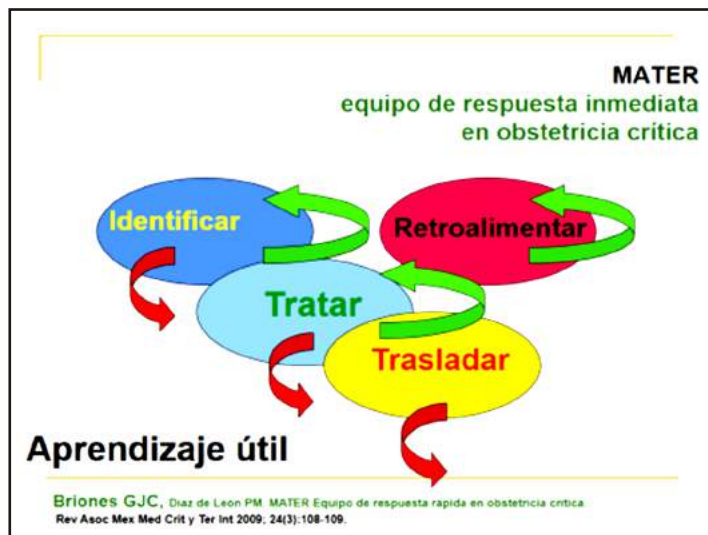 MATER
equipo de respuesta inmediata
en obstetricia crítica
Identificar
Retroalimentar
Tratar
Trasladar
Aprendizaje útil
Briones GJC, Diaz de Leon PM. MATER Equipo de respuesta rapida en obstetricia critica.
Rev Asoc Mex Med Crit y Ter Int 2009; 24(3):108-109.